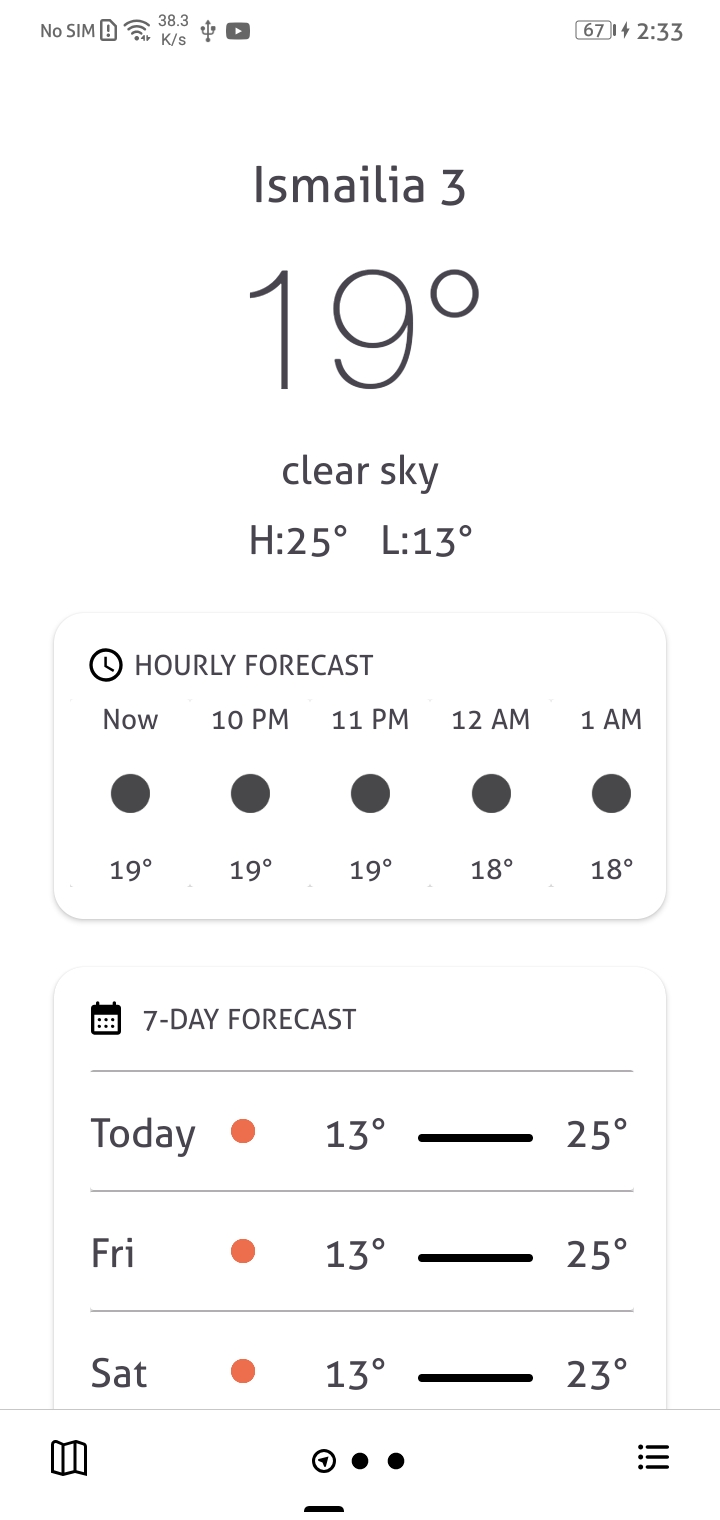 No SIM 38.3 K/s 67 2:33
Ismailia 3
19°
clear sky
H:25° L:13°
HOURLY FORECAST
Now 10 PM 11 PM 12 AM 1 AM
19° 19° 19° 18° 18°
7-DAY FORECAST
Today 13° 25°
Fri 13° 25°
Sat 13° 23°